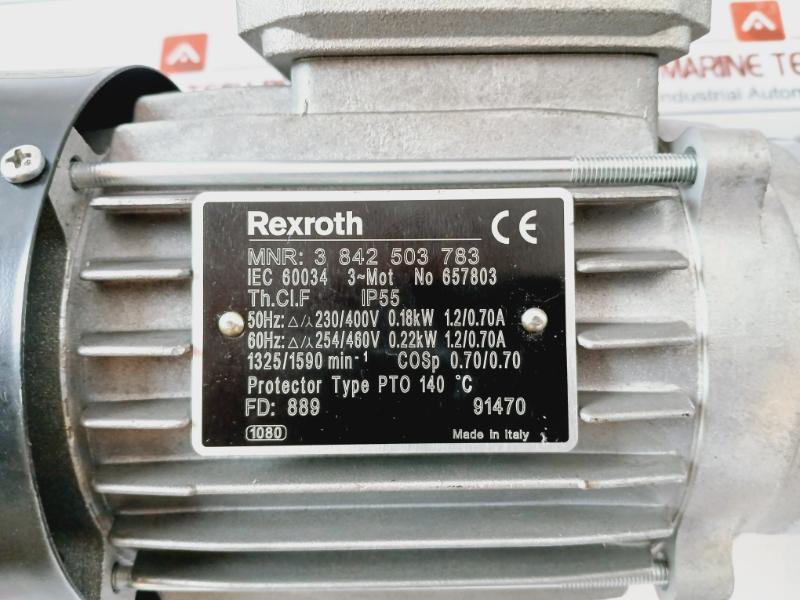 MARINE TE
Industrial Autom
Rexroth CE
MNR: 3 842 503 783
IEC 60034 3~Mot No 657803
Th.Cl.F IP55
50Hz: △/⅄ 230/400V 0.18kW 1.2/0.70A
60Hz: △/⅄ 254/460V 0.22kW 1.2/0.70A
1325/1590 min⁻¹ COSp 0.70/0.70
Protector Type PTO 140 °C
FD: 889 91470
1080 Made in Italy